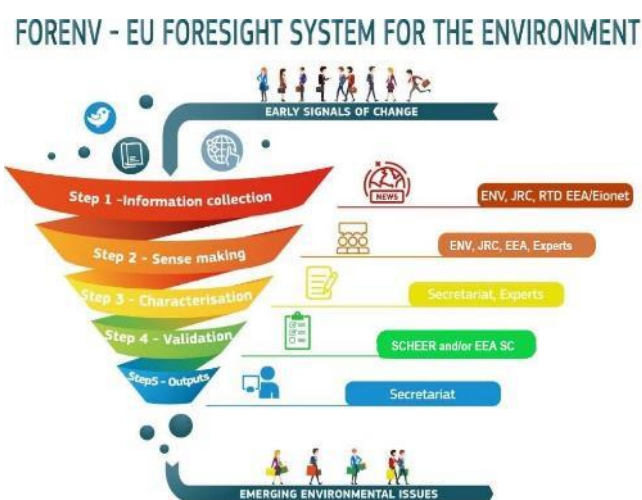 FORENV - EU FORESIGHT SYSTEM FOR THE ENVIRONMENT
EARLY SIGNALS OF CHANGE
Step 1 -Information collection
NEWS
ENV, JRC, RTD EEA/Eionet
Step 2 - Sense making
ENV, JRC, EEA, Experts
Step 3 - Characterisation
Secretariat, Experts
Step 4 - Validation
SCHEER and/or EEA SC
Step5 - Outputs
Secretariat
EMERGING ENVIRONMENTAL ISSUES